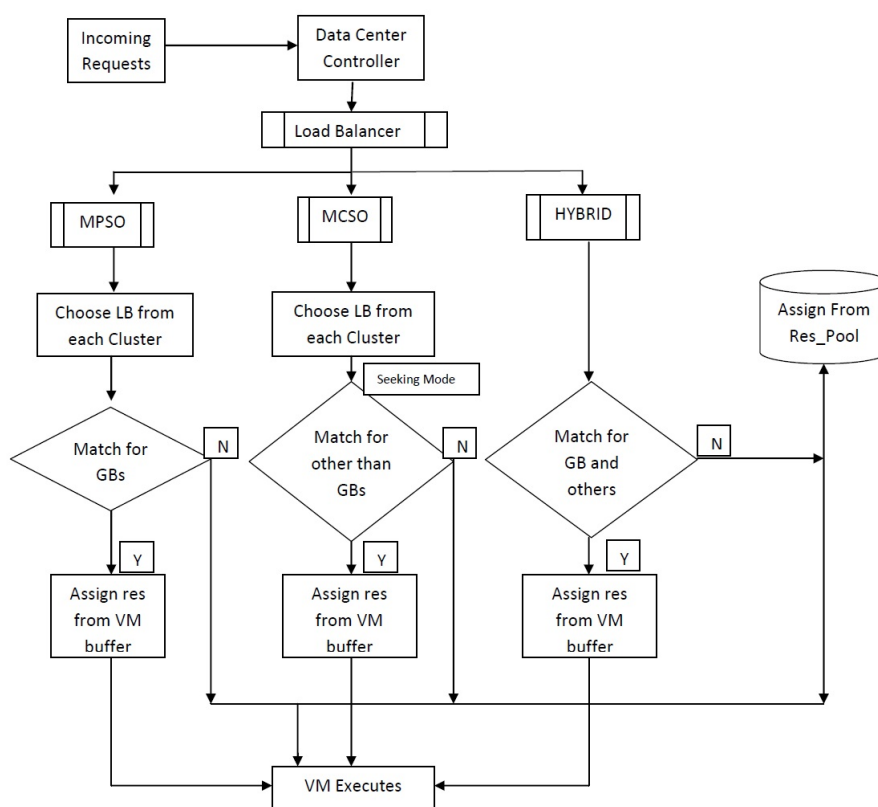 Incoming
Requests
Data Center
Controller
Load Balancer
MPSO
MCSO
HYBRID
Choose LB from
each Cluster
Choose LB from
each Cluster
Assign From
Res_Pool
Seeking Mode
Match for
GBs
N
Match for
other than
GBs
N
Match for
GB and
others
N
Y
Y
Y
Assign res
from VM
buffer
Assign res
from VM
buffer
Assign res
from VM
buffer
VM Executes